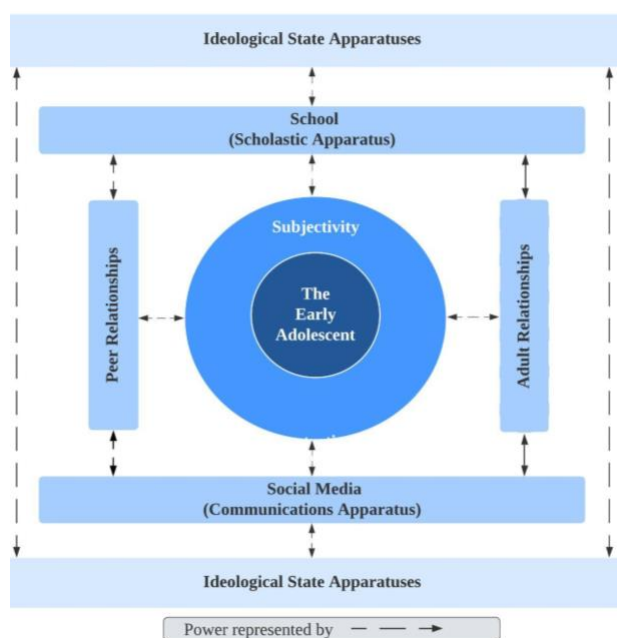 Ideological State Apparatuses
School
(Scholastic Apparatus)
Subjectivity
Peer Relationships
The
Early
Adolescent
Adult Relationships
Social Media
(Communications Apparatus)
Ideological State Apparatuses
Power represented by